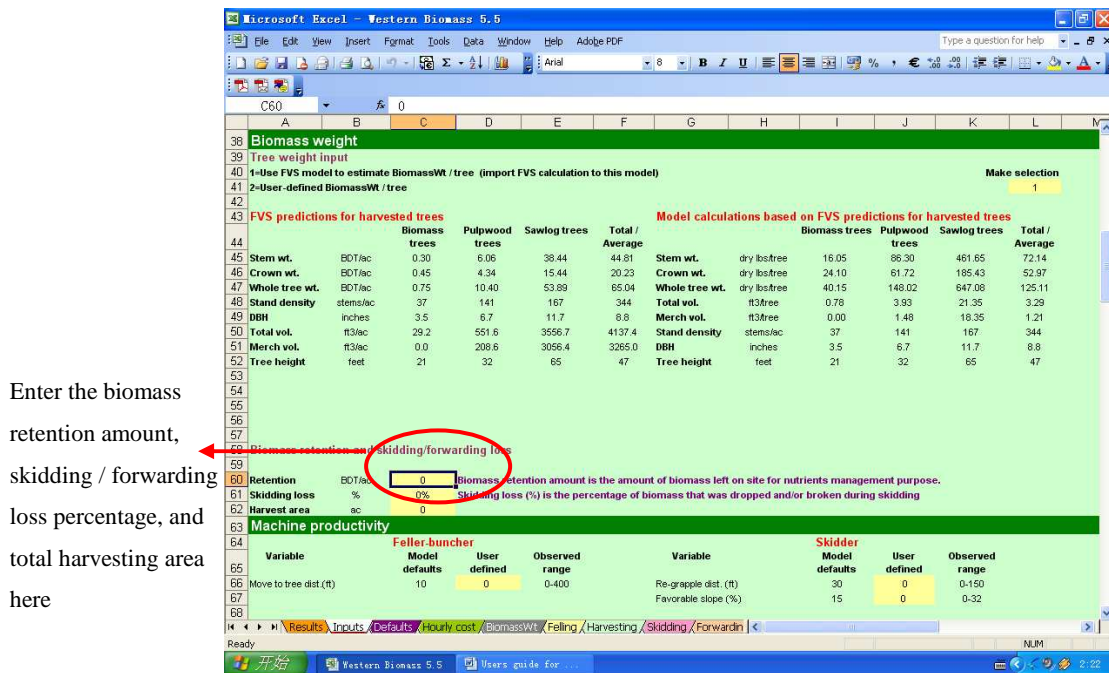 Microsoft Excel - Western Biomass 5.5
File Edit View Insert Format Tools Data Window Help Adobe PDF
Type a question for help
Arial 8 B I U
C60 fx 0
A B C D E F G H I J K L M
38 Biomass weight
39 Tree weight input
40 1=Use FVS model to estimate BiomassWt / tree (import FVS calculation to this model) Make selection
41 2=User-defined BiomassWt / tree 1
42
43 FVS predictions for harvested trees Model calculations based on FVS predictions for harvested trees
44 Biomass trees Pulpwood trees Sawlog trees Total / Average Biomass trees Pulpwood trees Sawlog trees Total / Average
45 Stem wt. BDT/ac 0.30 6.06 38.44 44.81 Stem wt. dry lbs/tree 16.05 86.30 461.65 72.14
46 Crown wt. BDT/ac 0.45 4.34 15.44 20.23 Crown wt. dry lbs/tree 24.10 61.72 185.43 52.97
47 Whole tree wt. BDT/ac 0.75 10.40 53.89 65.04 Whole tree wt. dry lbs/tree 40.15 148.02 647.08 125.11
48 Stand density stems/ac 37 141 167 344 Total vol. ft3/tree 0.78 3.93 21.35 3.29
49 DBH inches 3.5 6.7 11.7 8.8 Merch vol. ft3/tree 0.00 1.48 18.35 1.21
50 Total vol. ft3/ac 29.2 551.6 3556.7 4137.4 Stand density stems/ac 37 141 167 344
51 Merch vol. ft3/ac 0.0 208.6 3056.4 3265.0 DBH inches 3.5 6.7 11.7 8.8
52 Tree height feet 21 32 65 47 Tree height feet 21 32 65 47
53
54
55
56
57
58 Biomass retention and skidding/forwarding loss
59
60 Retention BDT/ac 0 Biomass retention amount is the amount of biomass left on site for nutrients management purpose.
61 Skidding loss % 0% Skidding loss (%) is the percentage of biomass that was dropped and/or broken during skidding
62 Harvest area ac 0
63 Machine productivity
64 Feller-buncher Skidder
65 Variable Model defaults User defined Observed range Variable Model defaults User defined Observed range
66 Move to tree dist.(ft) 10 0 0-400 Re-grapple dist. (ft) 30 0 0-150
67 Favorable slope (%) 15 0 0-32
68
Results Inputs Defaults Hourly cost BiomassWt Felling Harvesting Skidding Forwardin
Ready NUM
开始 Western Biomass 5.5 Users guide for ... 2:22
Enter the biomass
retention amount,
skidding / forwarding
loss percentage, and
total harvesting area
here